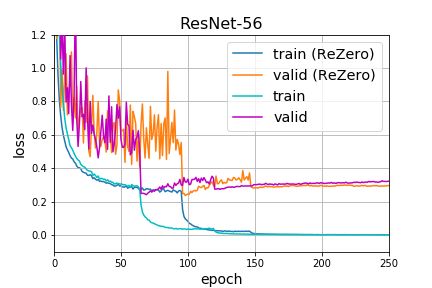 ResNet-56
1.2
1.0
0.8
0.6
0.4
0.2
0.0
loss
train (ReZero)
valid (ReZero)
train
valid
0 50 100 150 200 250
epoch